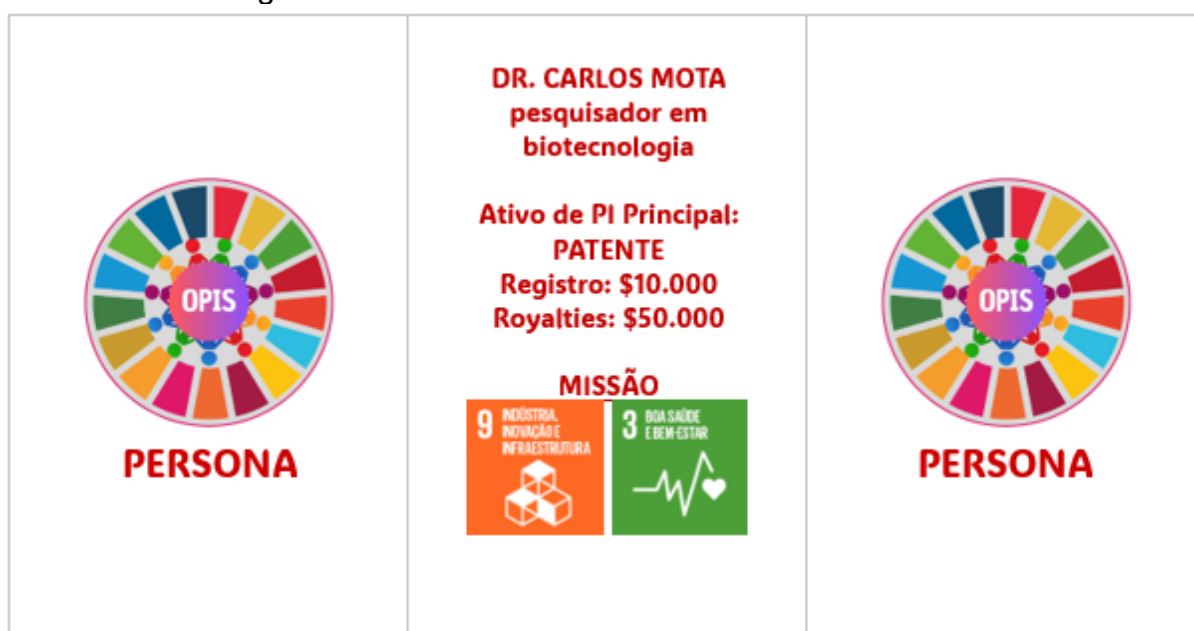 OPIS
PERSONA
DR. CARLOS MOTA
pesquisador em
biotecnologia
Ativo de PI Principal:
PATENTE
Registro: $10.000
Royalties: $50.000
MISSÃO
9 INDÚSTRIA,
INOVAÇÃO E
INFRAESTRUTURA
3 BOA SAÚDE
E BEM-ESTAR
OPIS
PERSONA